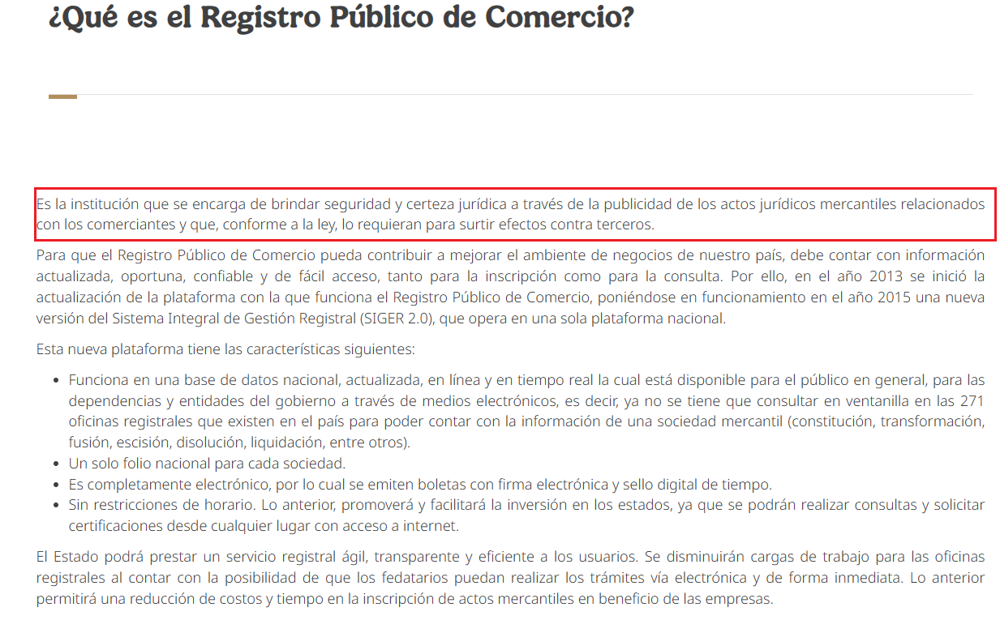 ¿Qué es el Registro Público de Comercio?
Es la institución que se encarga de brindar seguridad y certeza jurídica a través de la publicidad de los actos jurídicos mercantiles relacionados
con los comerciantes y que, conforme a la ley, lo requieran para surtir efectos contra terceros.
Para que el Registro Público de Comercio pueda contribuir a mejorar el ambiente de negocios de nuestro país, debe contar con información
actualizada, oportuna, confiable y de fácil acceso, tanto para la inscripción como para la consulta. Por ello, en el año 2013 se inició la
actualización de la plataforma con la que funciona el Registro Público de Comercio, poniéndose en funcionamiento en el año 2015 una nueva
versión del Sistema Integral de Gestión Registral (SIGER 2.0), que opera en una sola plataforma nacional.
Esta nueva plataforma tiene las características siguientes:
• Funciona en una base de datos nacional, actualizada, en línea y en tiempo real la cual está disponible para el público en general, para las
dependencias y entidades del gobierno a través de medios electrónicos, es decir, ya no se tiene que consultar en ventanilla en las 271
oficinas registrales que existen en el país para poder contar con la información de una sociedad mercantil (constitución, transformación,
fusión, escisión, disolución, liquidación, entre otros).
• Un solo folio nacional para cada sociedad.
• Es completamente electrónico, por lo cual se emiten boletas con firma electrónica y sello digital de tiempo.
• Sin restricciones de horario. Lo anterior, promoverá y facilitará la inversión en los estados, ya que se podrán realizar consultas y solicitar
certificaciones desde cualquier lugar con acceso a internet.
El Estado podrá prestar un servicio registral ágil, transparente y eficiente a los usuarios. Se disminuirán cargas de trabajo para las oficinas
registrales al contar con la posibilidad de que los fedatarios puedan realizar los trámites vía electrónica y de forma inmediata. Lo anterior
permitirá una reducción de costos y tiempo en la inscripción de actos mercantiles en beneficio de las empresas.